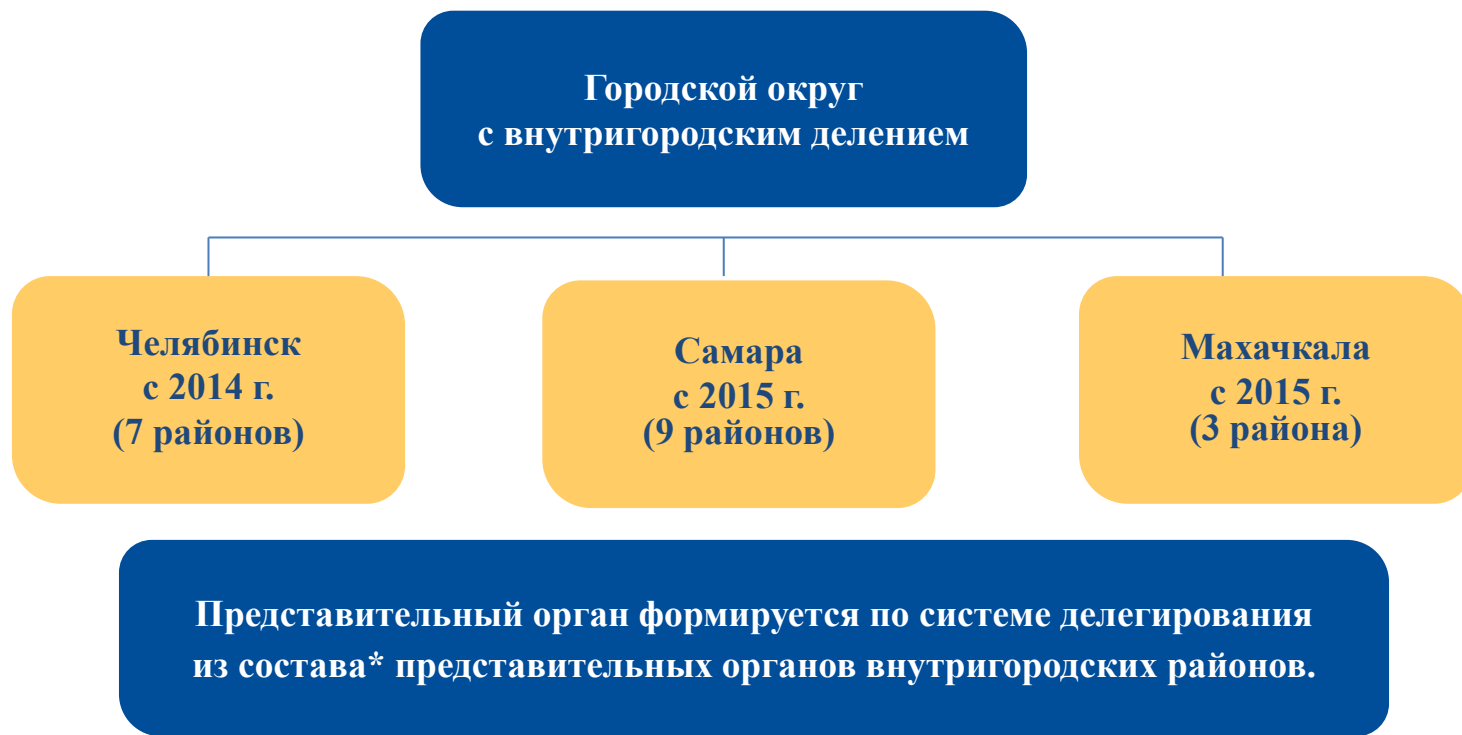 Городской округ
с внутригородским делением
Челябинск
с 2014 г.
(7 районов)
Самара
с 2015 г.
(9 районов)
Махачкала
с 2015 г.
(3 района)
Представительный орган формируется по системе делегирования
из состава* представительных органов внутригородских районов.